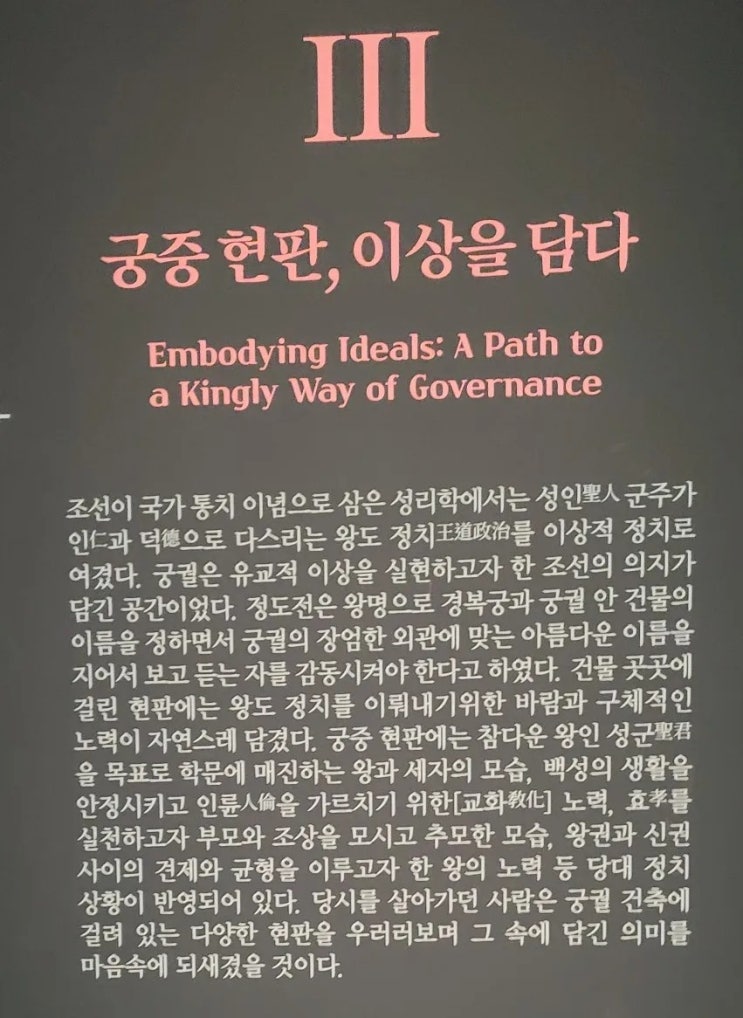 III
궁중 현판, 이상을 담다
Embodying Ideals: A Path to
a Kingly Way of Governance
조선이 국가 통치 이념으로 삼은 성리학에서는 성인聖人 군주가
인仁과 덕德으로 다스리는 왕도 정치王道政治를 이상적 정치로
여겼다. 궁궐은 유교적 이상을 실현하고자 한 조선의 의지가
담긴 공간이었다. 정도전은 왕명으로 경복궁과 궁궐 안 건물의
이름을 정하면서 궁궐의 장엄한 외관에 맞는 아름다운 이름을
지어서 보고 듣는 자를 감동시켜야 한다고 하였다. 건물 곳곳에
걸린 현판에는 왕도 정치를 이뤄내기위한 바람과 구체적인
노력이 자연스레 담겼다. 궁중 현판에는 참다운 왕인 성군聖君
을 목표로 학문에 매진하는 왕과 세자의 모습, 백성의 생활을
안정시키고 인륜人倫을 가르치기 위한[교화敎化] 노력, 효孝를
실천하고자 부모와 조상을 모시고 추모한 모습, 왕권과 신권
사이의 견제와 균형을 이루고자 한 왕의 노력 등 당대 정치
상황이 반영되어 있다. 당시를 살아가던 사람은 궁궐 건축에
걸려 있는 다양한 현판을 우러러보며 그 속에 담긴 의미를
마음속에 되새겼을 것이다.